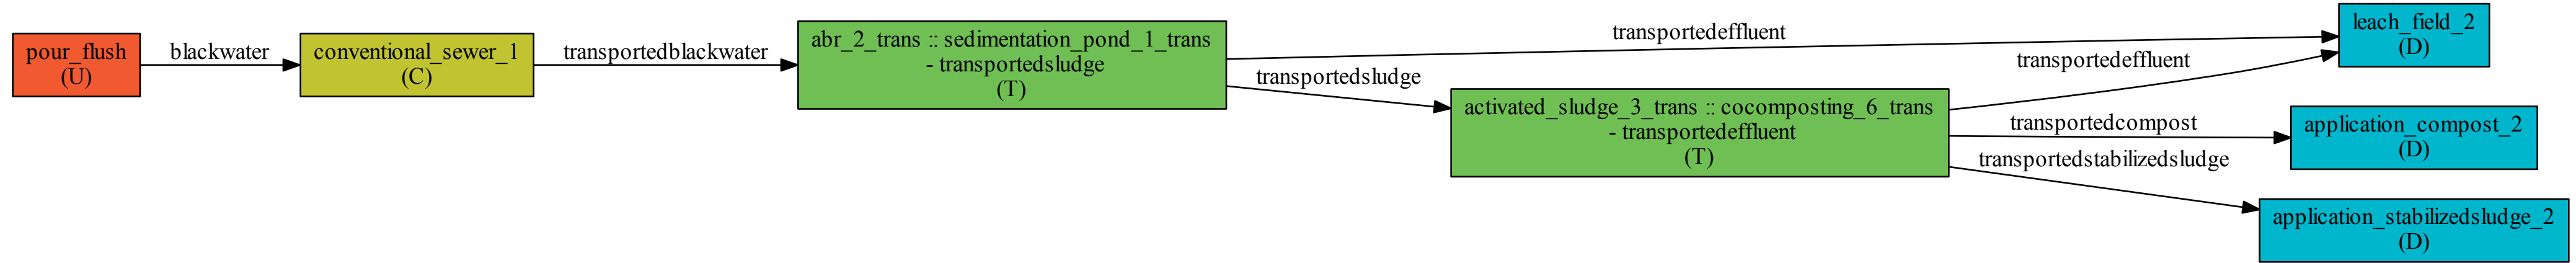 pour_flush
(U)
blackwater
conventional_sewer_1
(C)
transportedblackwater
abr_2_trans :: sedimentation_pond_1_trans
- transportedsludge
(T)
transportedeffluent
transportedsludge
activated_sludge_3_trans :: cocomposting_6_trans
- transportedeffluent
(T)
transportedeffluent
transportedcompost
transportedstabilizedsludge
leach_field_2
(D)
application_compost_2
(D)
application_stabilizedsludge_2
(D)